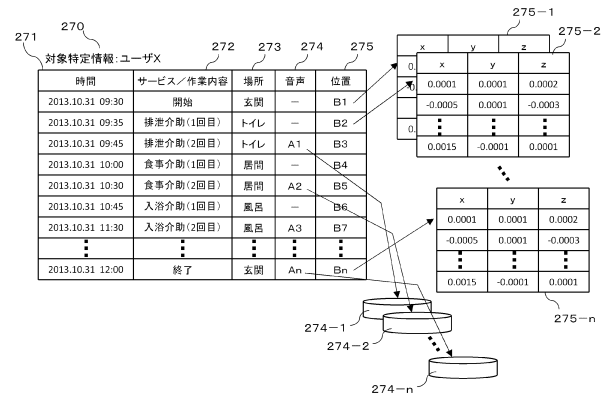 270
対象特定情報：ユーザX
271
272
273
274
275
時間 サービス／作業内容 場所 音声 位置
2013.10.31 09:30 開始 玄関 － B1
2013.10.31 09:35 排泄介助（1回目） トイレ － B2
2013.10.31 09:45 排泄介助（2回目） トイレ A1 B3
2013.10.31 10:00 食事介助（1回目） 居間 － B4
2013.10.31 10:30 食事介助（2回目） 居間 A2 B5
2013.10.31 10:45 入浴介助（1回目） 風呂 － B6
2013.10.31 11:30 入浴介助（2回目） 風呂 A3 B7
2013.10.31 12:00 終了 玄関 An Bn
275-1
x y z
0.
275-2
x y z
0.0001 0.0001 0.0002
-0.0005 0.0001 -0.0003
0.0015 -0.0001 0.0001
0.
x y z
0.0001 0.0001 0.0002
-0.0005 0.0001 -0.0003
0.0015 -0.0001 0.0001
275-n
274-1
274-2
274-n